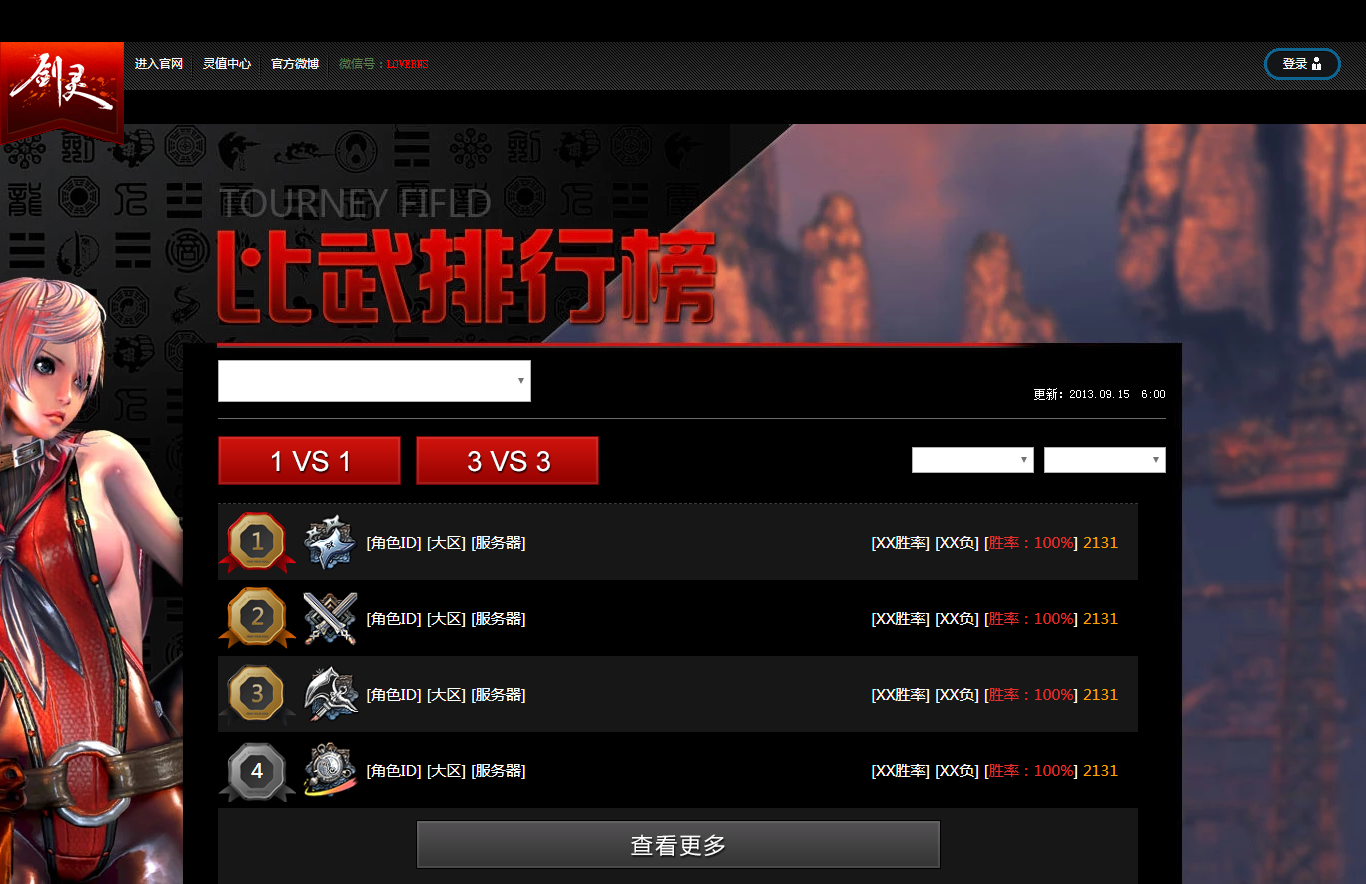 剑灵
进入官网 灵值中心 官方微博 微信号：LOVEBNS
登录
TOURNEY FIFLD
比武排行榜
更新：2013.09.15 6:00
1 VS 1 3 VS 3
1 [角色ID] [大区] [服务器] [XX胜率] [XX负] [胜率：100%] 2131
2 [角色ID] [大区] [服务器] [XX胜率] [XX负] [胜率：100%] 2131
3 [角色ID] [大区] [服务器] [XX胜率] [XX负] [胜率：100%] 2131
4 [角色ID] [大区] [服务器] [XX胜率] [XX负] [胜率：100%] 2131
查看更多